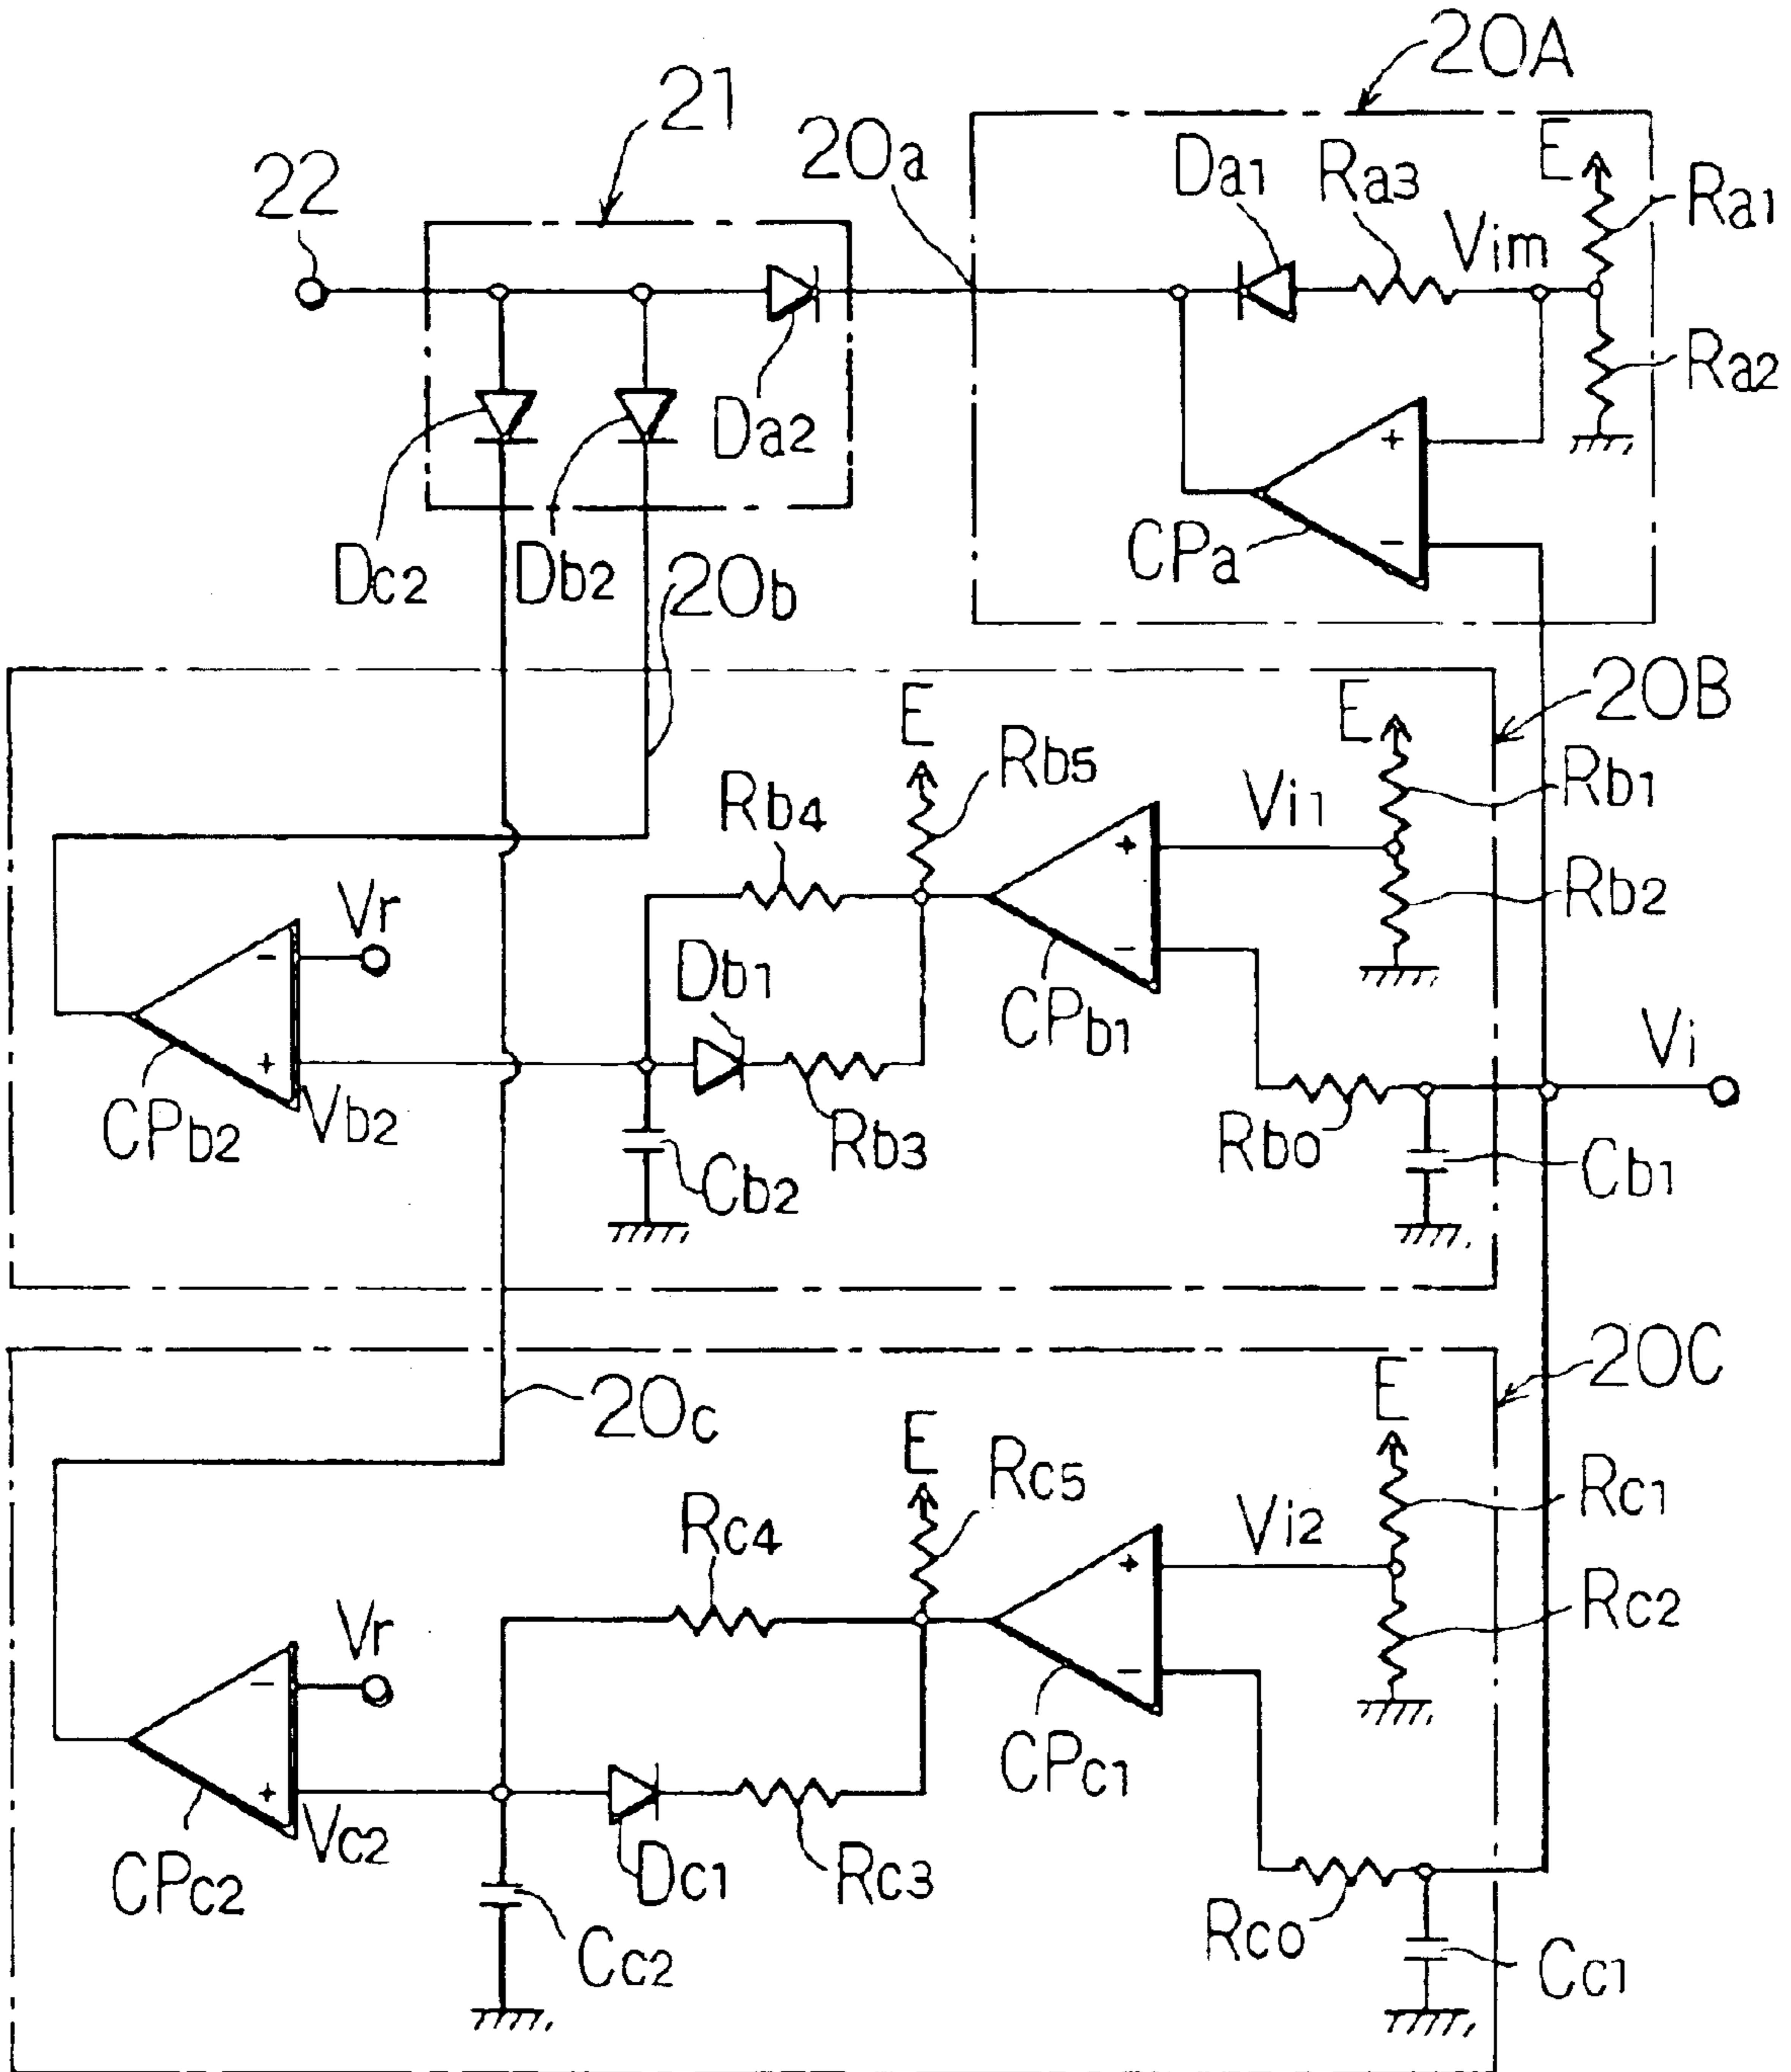 20A
21
20a
22
Da1
Ra3
E
Ra1
Vim
Ra2
Da2
+
-
CPa
Dc2
Db2
20b
20B
E
E
Rb5
Rb1
Rb4
Vi1
+
Rb2
Vr
-
-
Db1
CPb1
Vi
+
CPb2
Vb2
Rb3
Rb0
Cb2
Cb1
20C
20c
E
E
Rc5
Rc1
Rc4
Vi2
+
Rc2
Vr
-
-
CPc1
+
Vc2
CPc2
Dc1
Rc3
Rc0
Cc2
Cc1